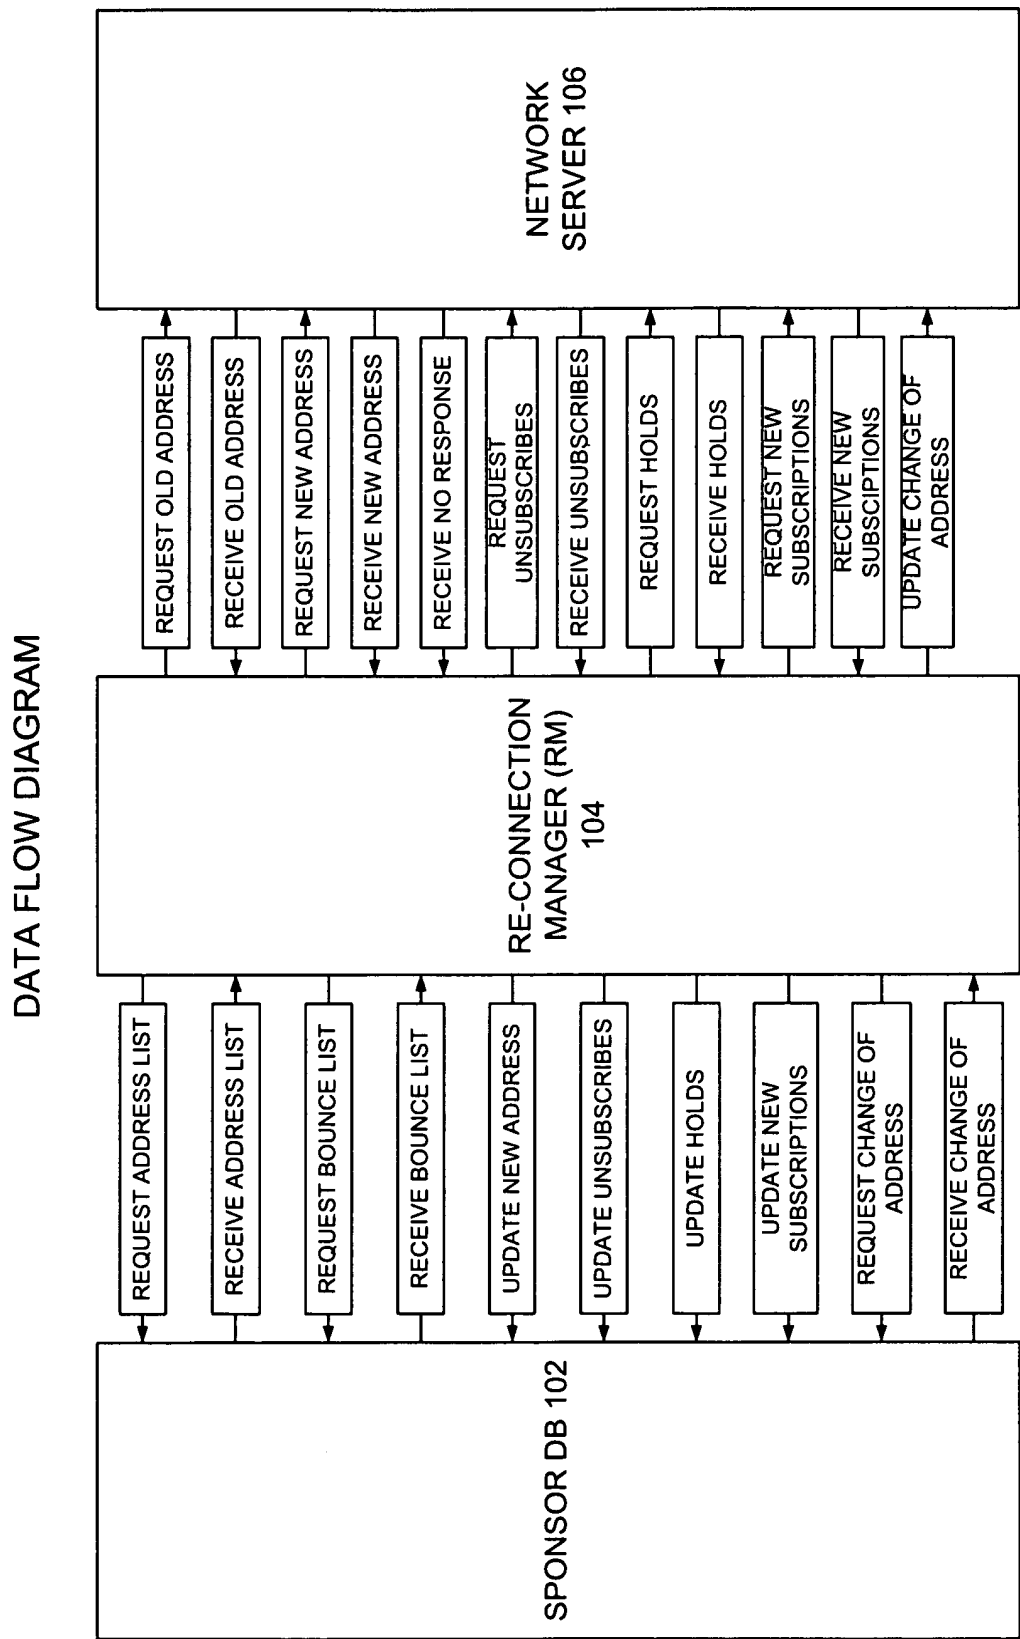 DATA FLOW DIAGRAM
SPONSOR DB 102
REQUEST ADDRESS LIST
RECEIVE ADDRESS LIST
REQUEST BOUNCE LIST
RECEIVE BOUNCE LIST
UPDATE NEW ADDRESS
UPDATE UNSUBSCRIBES
UPDATE HOLDS
UPDATE NEW
SUBSCRIPTIONS
REQUEST CHANGE OF
ADDRESS
RECEIVE CHANGE OF
ADDRESS
RE-CONNECTION
MANAGER (RM)
104
REQUEST OLD ADDRESS
RECEIVE OLD ADDRESS
REQUEST NEW ADDRESS
RECEIVE NEW ADDRESS
RECEIVE NO RESPONSE
REQUEST
UNSUBSCRIBES
RECEIVE UNSUBSCRIBES
REQUEST HOLDS
RECEIVE HOLDS
REQUEST NEW
SUBSCRIPTIONS
RECEIVE NEW
SUBSCIPTIONS
UPDATE CHANGE OF
ADDRESS
NETWORK
SERVER 106